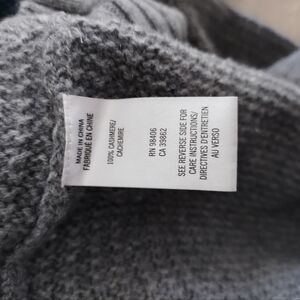 MADE IN CHINA
FABRIQUÉ EN CHINE
100% CASHMERE/
CACHEMIRE
RN 98406
CA 39862
SEE REVERSE SIDE FOR
CARE INSTRUCTIONS/
DIRECTIVES D'ENTRETIEN
AU VERSO